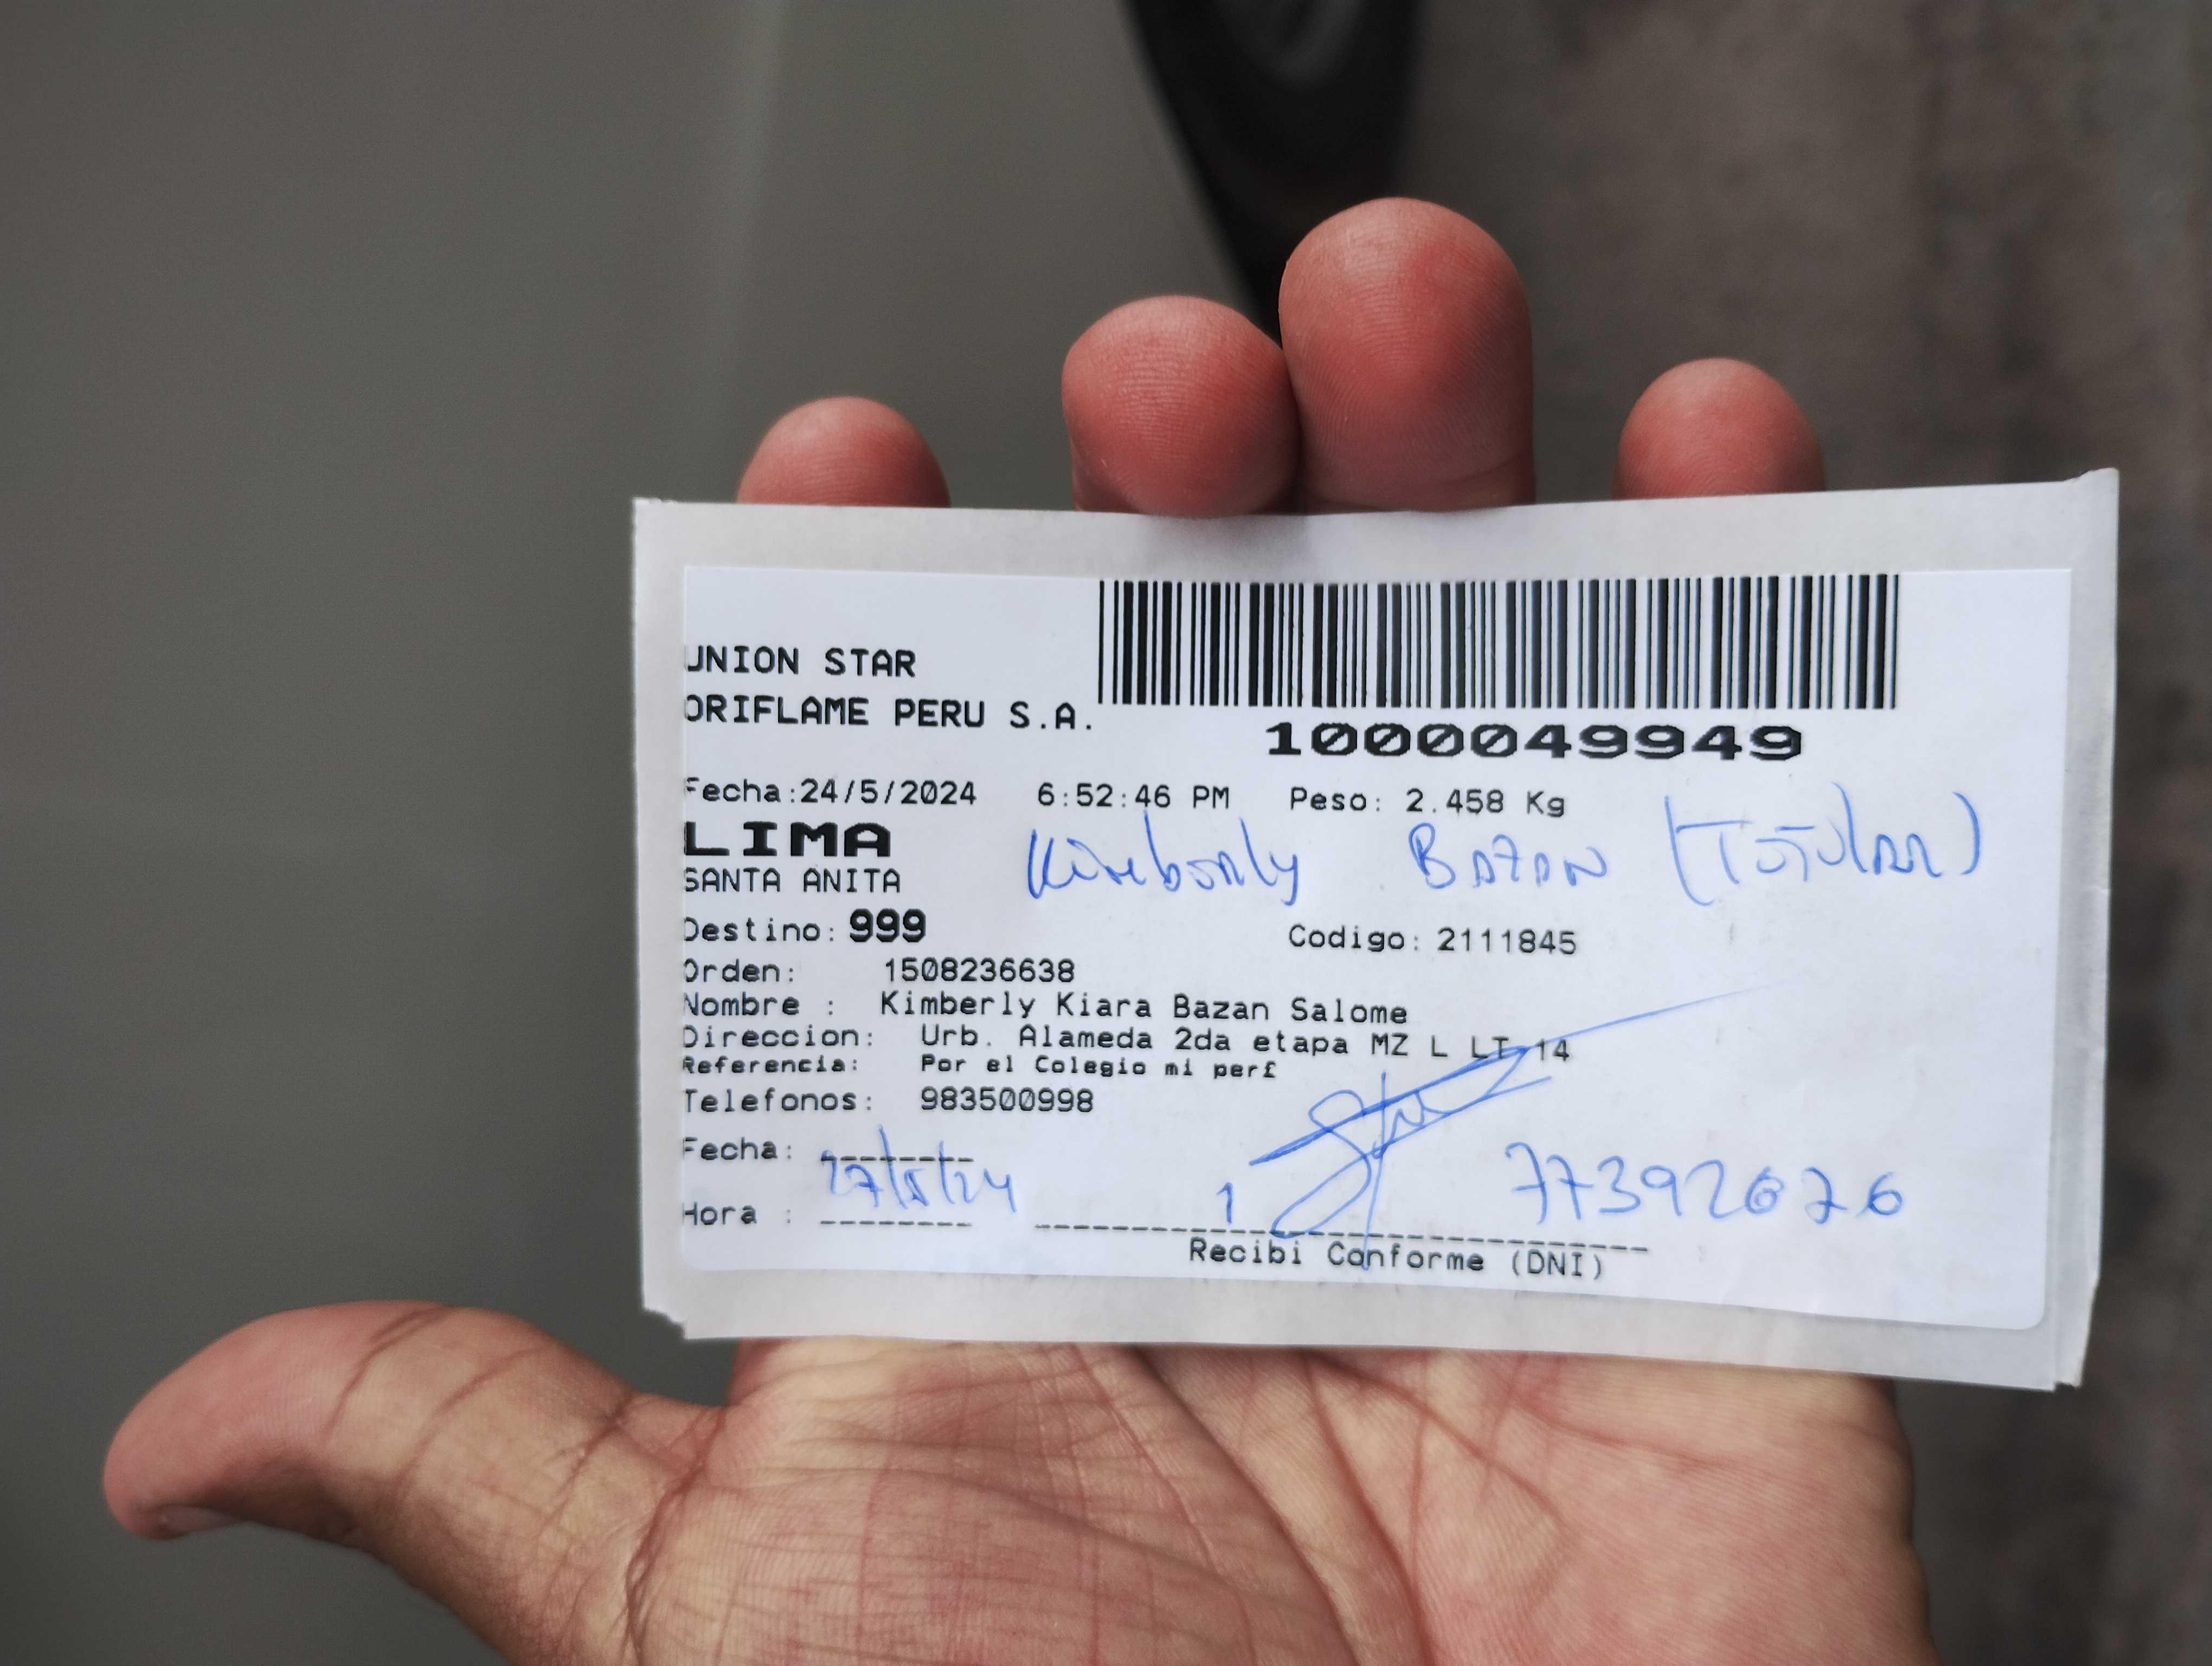 UNION STAR
ORIFLAME PERU S.A.
1000049949
Fecha:24/5/2024 6:52:46 PM Peso: 2.458 Kg
LIMA
Kimberly BAZAN (TITULAR)
SANTA ANITA
Destino: 999 Codigo: 2111845
Orden: 1508236638
Nombre : Kimberly Kiara Bazan Salome
Direccion: Urb. Alameda 2da etapa MZ L LT 14
Referencia: Por el Colegio mi perf
Telefonos: 983500998
Fecha: 27/5/24
Hora : 1 77392676
Recibi Conforme (DNI)